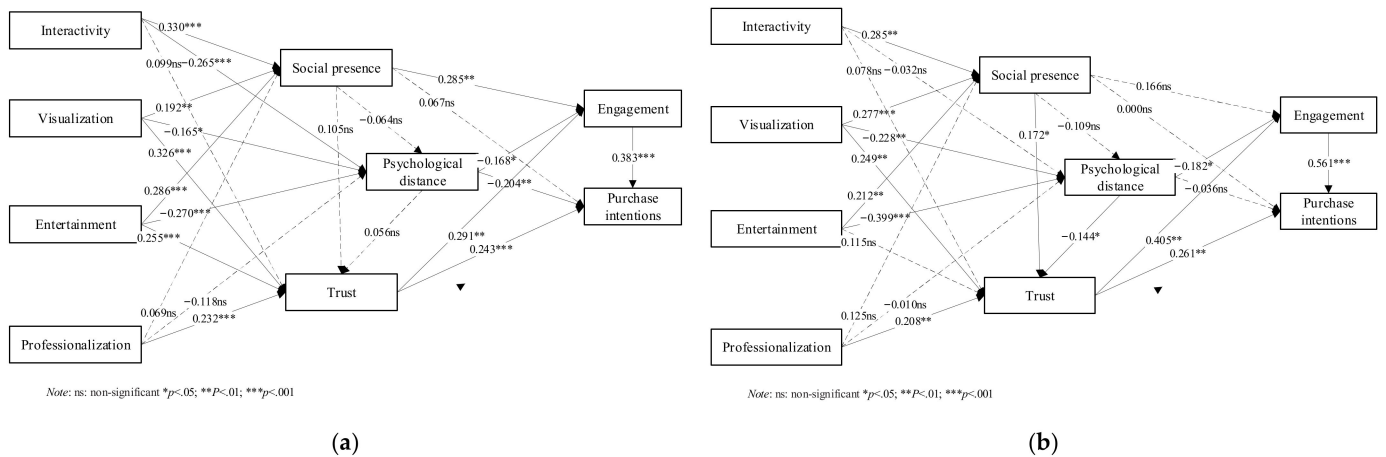 Interactivity
0.330***
0.099ns
−0.265***
Social presence
0.285**
0.067ns
Visualization
0.192**
−0.165*
0.326***
0.105ns
−0.064ns
Engagement
Psychological
distance
−0.168*
−0.204**
0.383***
Entertainment
0.286***
−0.270***
0.255***
0.056ns
0.291**
0.243***
Purchase
intentions
Trust
−0.118ns
0.069ns
0.232***
Professionalization
Note: ns: non-significant *p<.05; **P<.01; ***p<.001
(a)
Interactivity
0.285**
0.078ns
−0.032ns
Social presence
0.166ns
0.000ns
Visualization
0.277***
−0.228**
0.249**
0.172*
−0.109ns
Engagement
Psychological
distance
−0.182*
−0.036ns
0.561***
Entertainment
0.212**
−0.399***
0.115ns
−0.144*
0.405**
0.261**
Purchase
intentions
Trust
−0.010ns
0.125ns
0.208**
Professionalization
Note: ns: non-significant *p<.05; **P<.01; ***p<.001
(b)